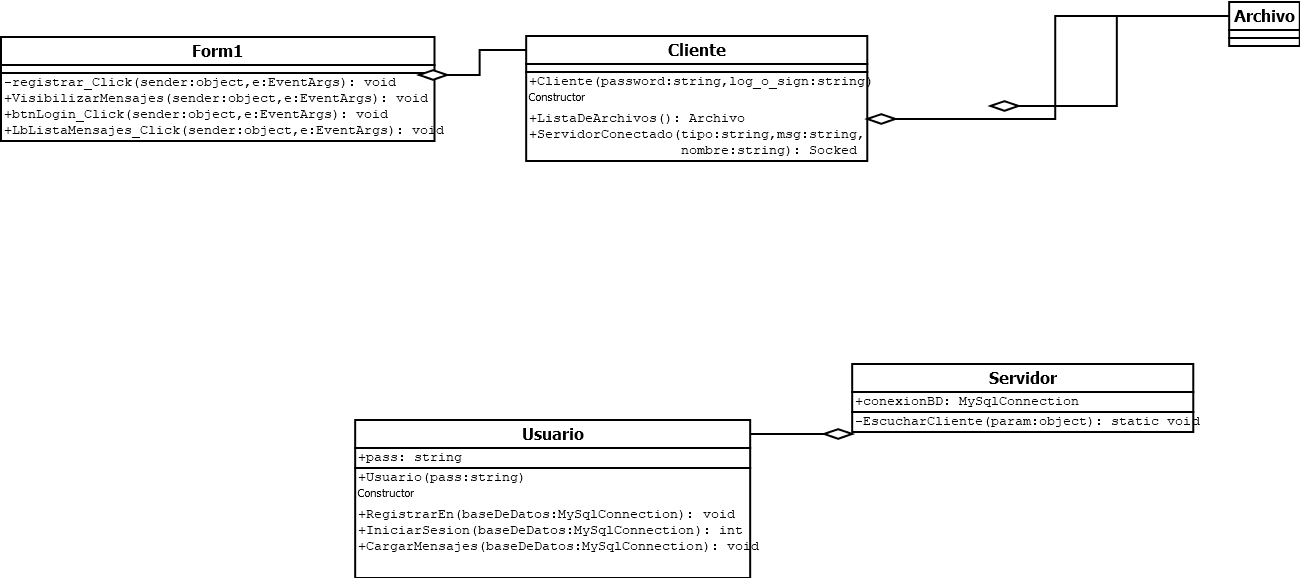 Form1
-registrar_Click(sender:object,e:EventArgs): void
+VisibilizarMensajes(sender:object,e:EventArgs): void
+btnLogin_Click(sender:object,e:EventArgs): void
+LbListaMensajes_Click(sender:object,e:EventArgs): void
Cliente
+Cliente(password:string,log_o_sign:string)
Constructor
+ListaDeArchivos(): Archivo
+ServidorConectado(tipo:string,msg:string,
nombre:string): Socked
Archivo
Usuario
+pass: string
+Usuario(pass:string)
Constructor
+RegistrarEn(baseDeDatos:MySqlConnection): void
+IniciarSesion(baseDeDatos:MySqlConnection): int
+CargarMensajes(baseDeDatos:MySqlConnection): void
Servidor
+conexionBD: MySqlConnection
-EscucharCliente(param:object): static void